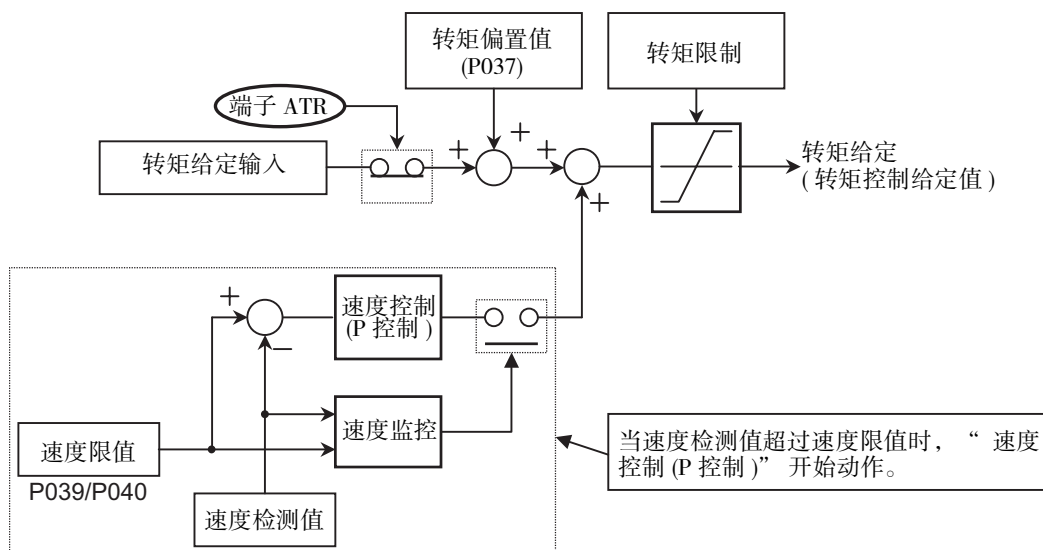 转矩偏置值
(P037)
转矩限制
端子 ATR
转矩给定输入
+
+
+
+
转矩给定
( 转矩控制给定值 )
+
−
速度控制
(P 控制 )
速度监控
速度限值
P039/P040
速度检测值
当速度检测值超过速度限值时， “ 速度
控制 (P 控制 )” 开始动作。